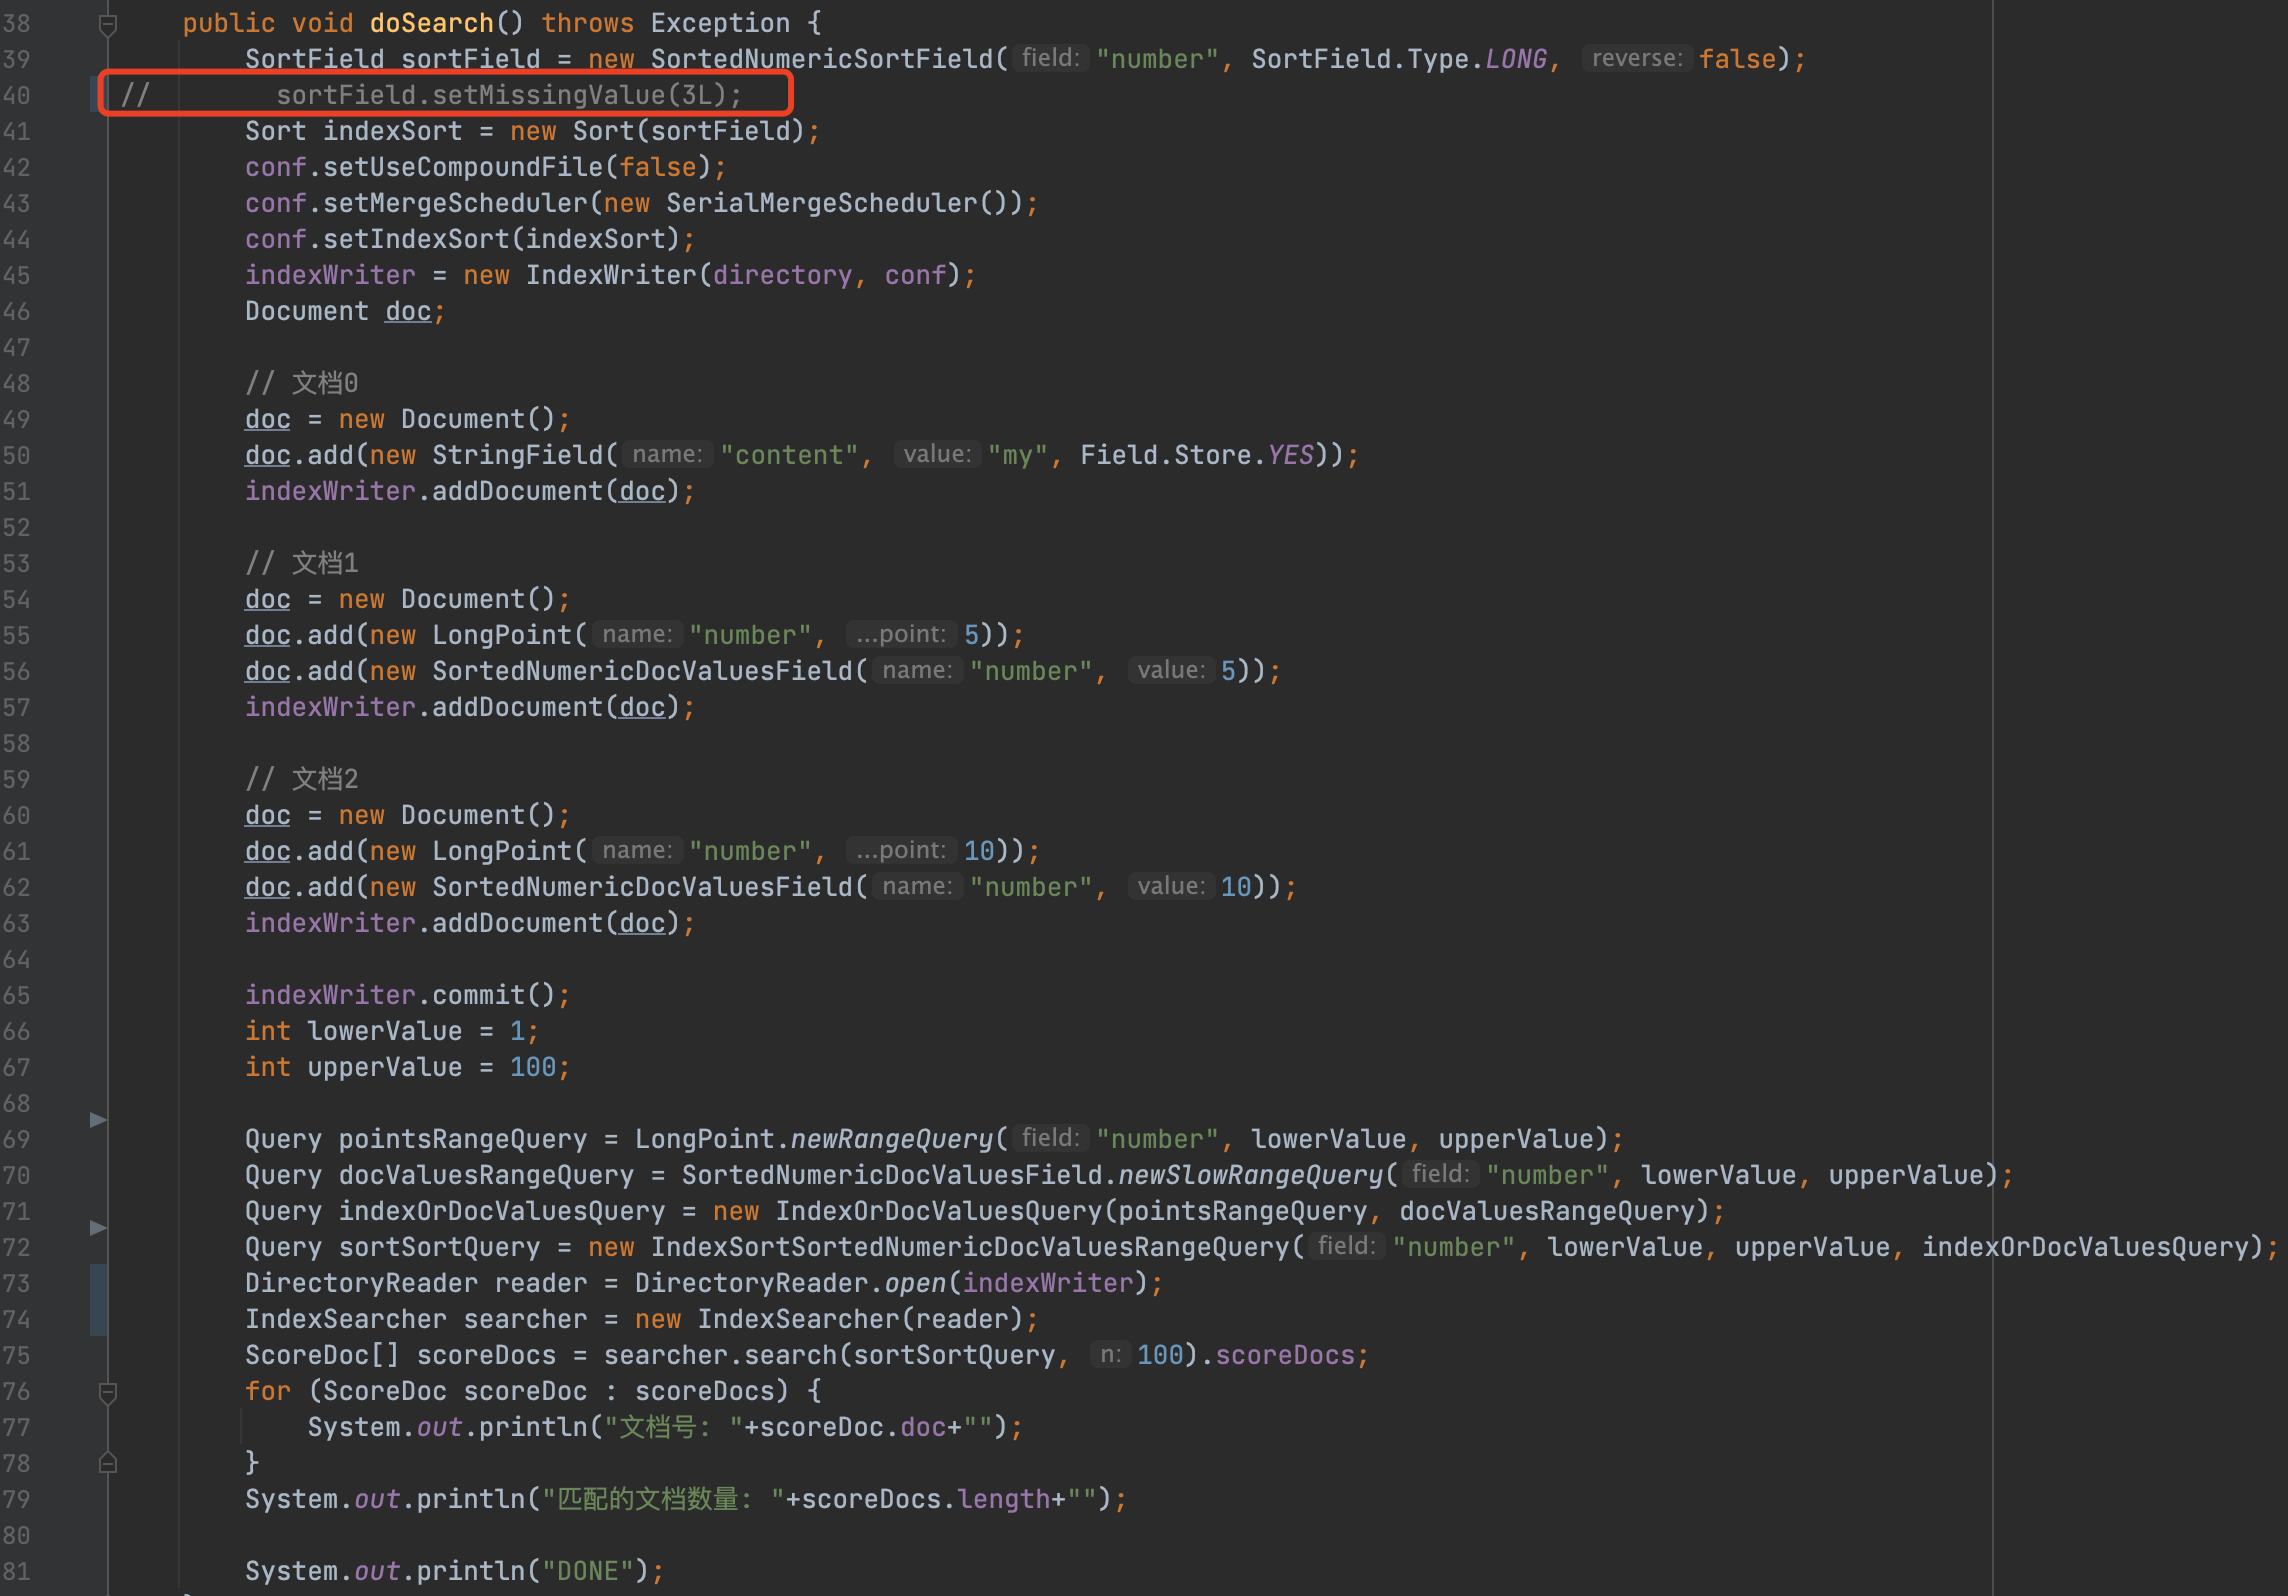 38 public void doSearch() throws Exception {
39 SortField sortField = new SortedNumericSortField( field: "number", SortField.Type.LONG, reverse: false);
40 // sortField.setMissingValue(3L);
41 Sort indexSort = new Sort(sortField);
42 conf.setUseCompoundFile(false);
43 conf.setMergeScheduler(new SerialMergeScheduler());
44 conf.setIndexSort(indexSort);
45 indexWriter = new IndexWriter(directory, conf);
46 Document doc;
47
48 // 文档0
49 doc = new Document();
50 doc.add(new StringField( name: "content", value: "my", Field.Store.YES));
51 indexWriter.addDocument(doc);
52
53 // 文档1
54 doc = new Document();
55 doc.add(new LongPoint( name: "number", ...point: 5));
56 doc.add(new SortedNumericDocValuesField( name: "number", value: 5));
57 indexWriter.addDocument(doc);
58
59 // 文档2
60 doc = new Document();
61 doc.add(new LongPoint( name: "number", ...point: 10));
62 doc.add(new SortedNumericDocValuesField( name: "number", value: 10));
63 indexWriter.addDocument(doc);
64
65 indexWriter.commit();
66 int lowerValue = 1;
67 int upperValue = 100;
68
69 Query pointsRangeQuery = LongPoint.newRangeQuery( field: "number", lowerValue, upperValue);
70 Query docValuesRangeQuery = SortedNumericDocValuesField.newSlowRangeQuery( field: "number", lowerValue, upperValue);
71 Query indexOrDocValuesQuery = new IndexOrDocValuesQuery(pointsRangeQuery, docValuesRangeQuery);
72 Query sortSortQuery = new IndexSortSortedNumericDocValuesRangeQuery( field: "number", lowerValue, upperValue, indexOrDocValuesQuery);
73 DirectoryReader reader = DirectoryReader.open(indexWriter);
74 IndexSearcher searcher = new IndexSearcher(reader);
75 ScoreDoc[] scoreDocs = searcher.search(sortSortQuery, n: 100).scoreDocs;
76 for (ScoreDoc scoreDoc : scoreDocs) {
77 System.out.println("文档号: "+scoreDoc.doc+"");
78 }
79 System.out.println("匹配的文档数量: "+scoreDocs.length+"");
80
81 System.out.println("DONE");